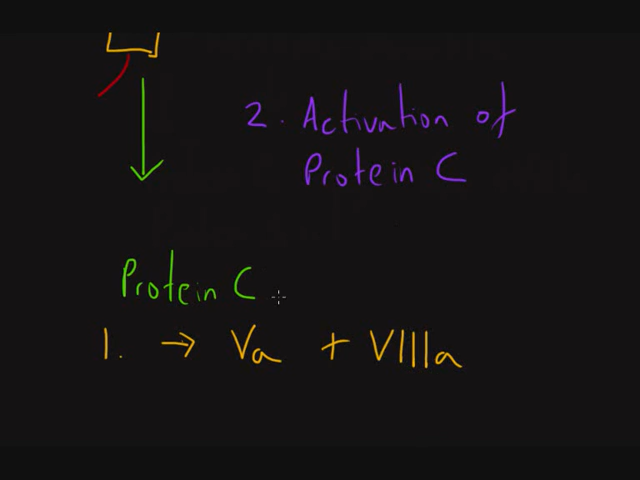 2. Activation of
Protein C
Protein C
1. → Va + VIIIa